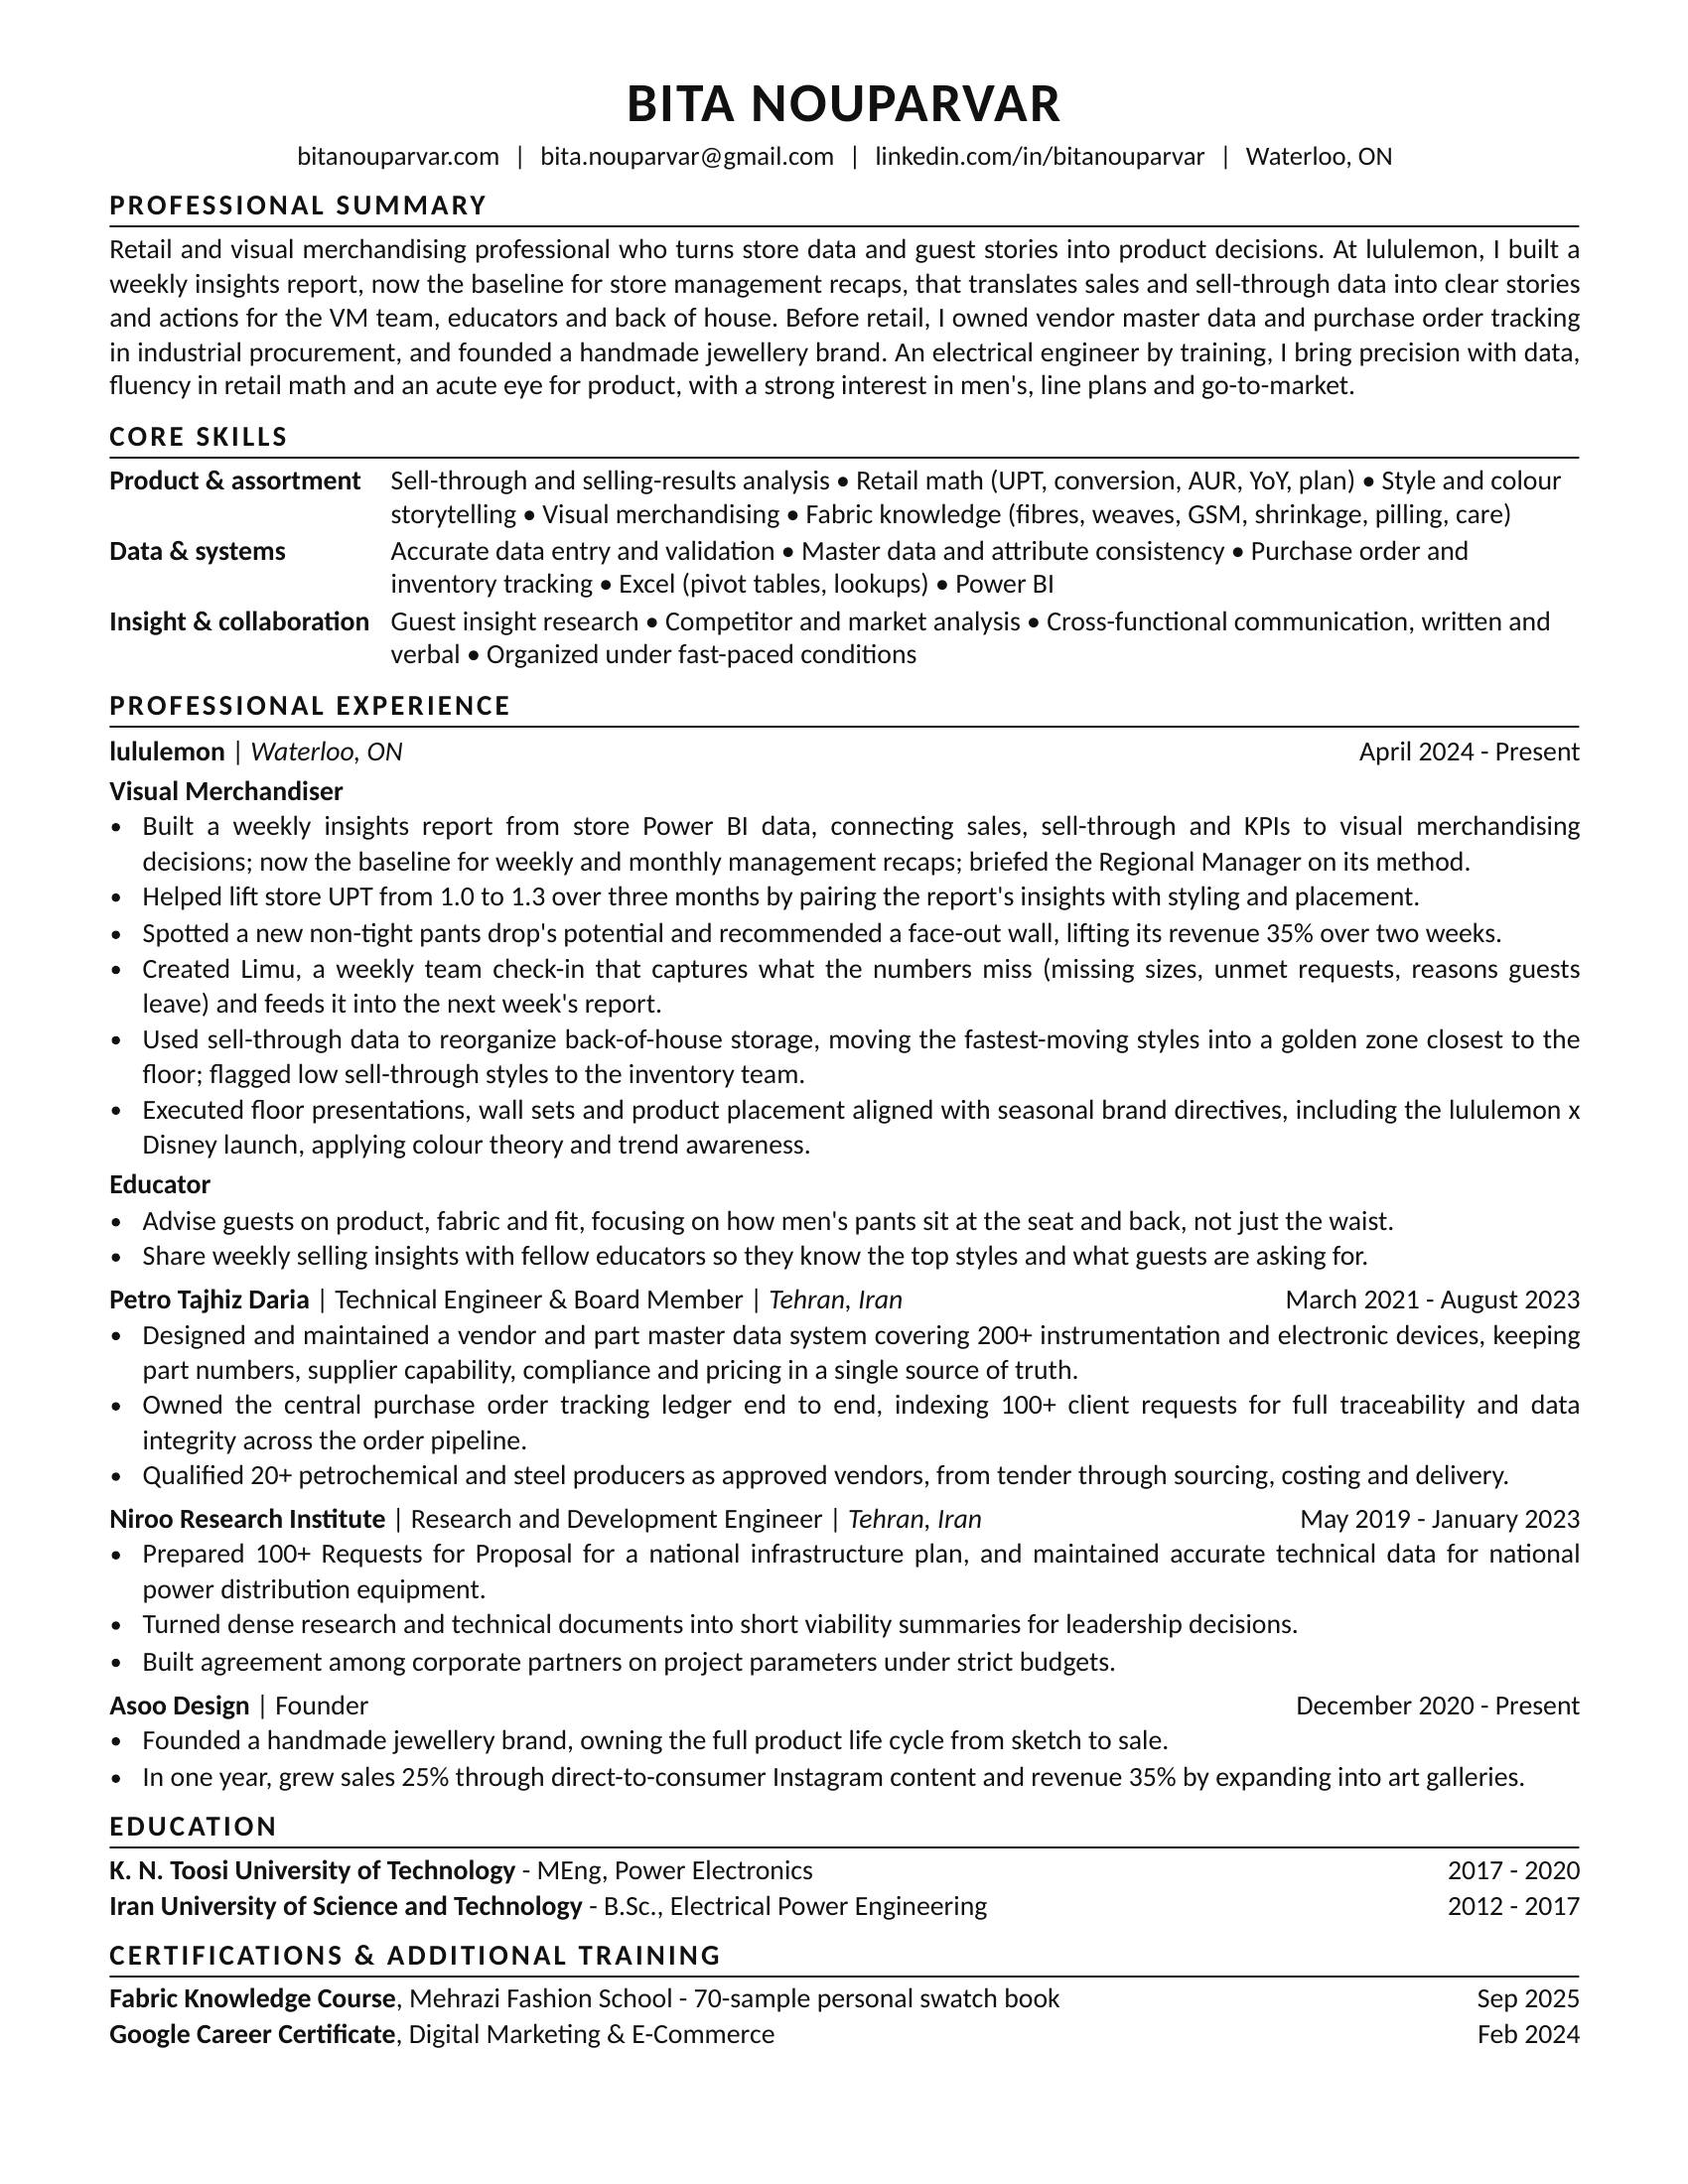 BITA NOUPARVAR
bitanouparvar.com | bita.nouparvar@gmail.com | linkedin.com/in/bitanouparvar | Waterloo, ON
PROFESSIONAL SUMMARY
Retail and visual merchandising professional who turns store data and guest stories into product decisions. At lululemon, I built a
weekly insights report, now the baseline for store management recaps, that translates sales and sell-through data into clear stories
and actions for the VM team, educators and back of house. Before retail, I owned vendor master data and purchase order tracking
in industrial procurement, and founded a handmade jewellery brand. An electrical engineer by training, I bring precision with data,
fluency in retail math and an acute eye for product, with a strong interest in men's, line plans and go-to-market.
CORE SKILLS
Product & assortment Sell-through and selling-results analysis • Retail math (UPT, conversion, AUR, YoY, plan) • Style and colour
storytelling • Visual merchandising • Fabric knowledge (fibres, weaves, GSM, shrinkage, pilling, care)
Data & systems Accurate data entry and validation • Master data and attribute consistency • Purchase order and
inventory tracking • Excel (pivot tables, lookups) • Power BI
Insight & collaboration Guest insight research • Competitor and market analysis • Cross-functional communication, written and
verbal • Organized under fast-paced conditions
PROFESSIONAL EXPERIENCE
lululemon | Waterloo, ON April 2024 - Present
Visual Merchandiser
• Built a weekly insights report from store Power BI data, connecting sales, sell-through and KPIs to visual merchandising
decisions; now the baseline for weekly and monthly management recaps; briefed the Regional Manager on its method.
• Helped lift store UPT from 1.0 to 1.3 over three months by pairing the report's insights with styling and placement.
• Spotted a new non-tight pants drop's potential and recommended a face-out wall, lifting its revenue 35% over two weeks.
• Created Limu, a weekly team check-in that captures what the numbers miss (missing sizes, unmet requests, reasons guests
leave) and feeds it into the next week's report.
• Used sell-through data to reorganize back-of-house storage, moving the fastest-moving styles into a golden zone closest to the
floor; flagged low sell-through styles to the inventory team.
• Executed floor presentations, wall sets and product placement aligned with seasonal brand directives, including the lululemon x
Disney launch, applying colour theory and trend awareness.
Educator
• Advise guests on product, fabric and fit, focusing on how men's pants sit at the seat and back, not just the waist.
• Share weekly selling insights with fellow educators so they know the top styles and what guests are asking for.
Petro Tajhiz Daria | Technical Engineer & Board Member | Tehran, Iran March 2021 - August 2023
• Designed and maintained a vendor and part master data system covering 200+ instrumentation and electronic devices, keeping
part numbers, supplier capability, compliance and pricing in a single source of truth.
• Owned the central purchase order tracking ledger end to end, indexing 100+ client requests for full traceability and data
integrity across the order pipeline.
• Qualified 20+ petrochemical and steel producers as approved vendors, from tender through sourcing, costing and delivery.
Niroo Research Institute | Research and Development Engineer | Tehran, Iran May 2019 - January 2023
• Prepared 100+ Requests for Proposal for a national infrastructure plan, and maintained accurate technical data for national
power distribution equipment.
• Turned dense research and technical documents into short viability summaries for leadership decisions.
• Built agreement among corporate partners on project parameters under strict budgets.
Asoo Design | Founder December 2020 - Present
• Founded a handmade jewellery brand, owning the full product life cycle from sketch to sale.
• In one year, grew sales 25% through direct-to-consumer Instagram content and revenue 35% by expanding into art galleries.
EDUCATION
K. N. Toosi University of Technology - MEng, Power Electronics 2017 - 2020
Iran University of Science and Technology - B.Sc., Electrical Power Engineering 2012 - 2017
CERTIFICATIONS & ADDITIONAL TRAINING
Fabric Knowledge Course, Mehrazi Fashion School - 70-sample personal swatch book Sep 2025
Google Career Certificate, Digital Marketing & E-Commerce Feb 2024